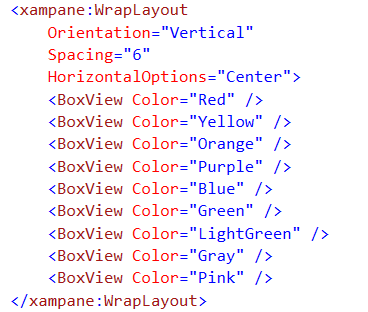 <xampane:WrapLayout
Orientation="Vertical"
Spacing="6"
HorizontalOptions="Center">
<BoxView Color="Red" />
<BoxView Color="Yellow" />
<BoxView Color="Orange" />
<BoxView Color="Purple" />
<BoxView Color="Blue" />
<BoxView Color="Green" />
<BoxView Color="LightGreen" />
<BoxView Color="Gray" />
<BoxView Color="Pink" />
</xampane:WrapLayout>